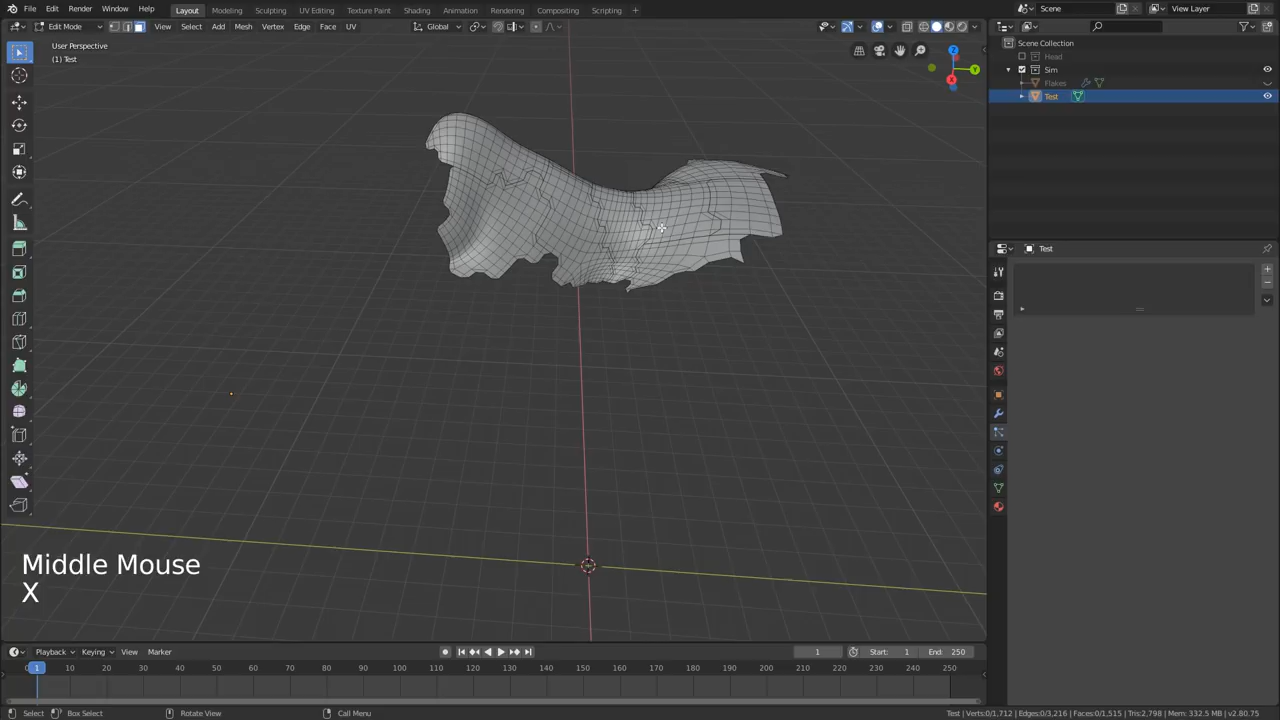 File Edit Render Window Help Layout Modeling Sculpting UV Editing Texture Paint Shading Animation Rendering Compositing Scripting + Scene View Layer
Edit Mode View Select Add Mesh Vertex Edge Face UV Global
User Perspective
(1) Test
Z
Y
X
Scene Collection
Head
Sim
Flakes
Test
Test
Middle Mouse
X
Playback Keying View Marker 1 Start: 1 End: 250
0 1 10 20 30 40 50 60 70 80 90 100 110 120 130 140 150 160 170 180 190 200 210 220 230 240 250
Select Box Select Rotate View Call Menu Test | Verts:0/1,712 | Edges:0/3,216 | Faces:0/1,515 | Tris:2,798 | Mem: 332.5 MB | v2.80.75